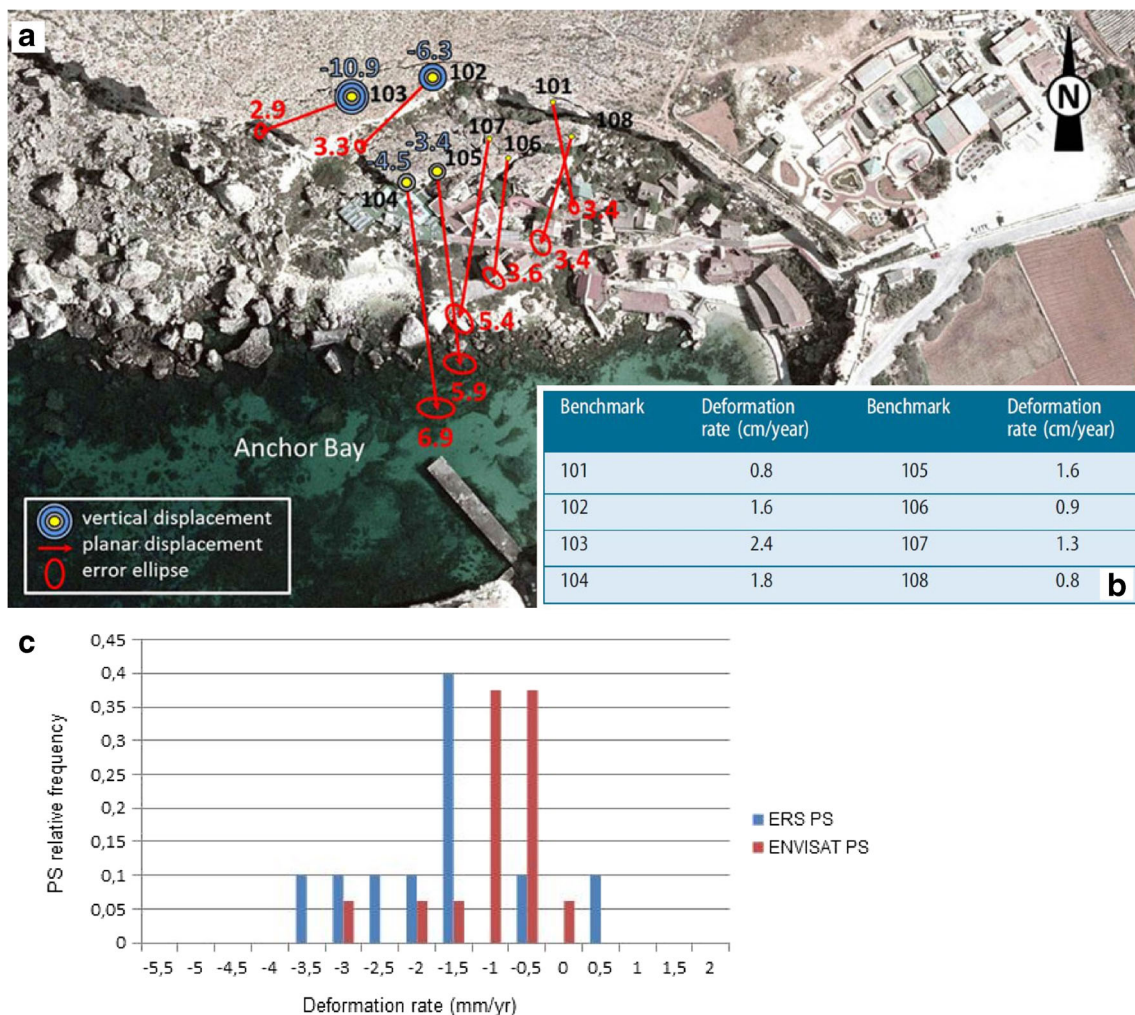 a
-10.9
-6.3
103
102
101
2.9
107
108
3.3
-3.4
106
-4.5
105
104
3.4
3.4
3.6
5.4
5.9
6.9
N
Anchor Bay
vertical displacement
planar displacement
error ellipse
Benchmark Deformation rate (cm/year) Benchmark Deformation rate (cm/year)
101 0.8 105 1.6
102 1.6 106 0.9
103 2.4 107 1.3
104 1.8 108 0.8
b
c
0,45
0,4
0,35
0,3
0,25
0,2
0,15
0,1
0,05
0
PS relative frequency
-5,5 -5 -4,5 -4 -3,5 -3 -2,5 -2 -1,5 -1 -0,5 0 0,5 1 1,5 2
Deformation rate (mm/yr)
ERS PS
ENVISAT PS